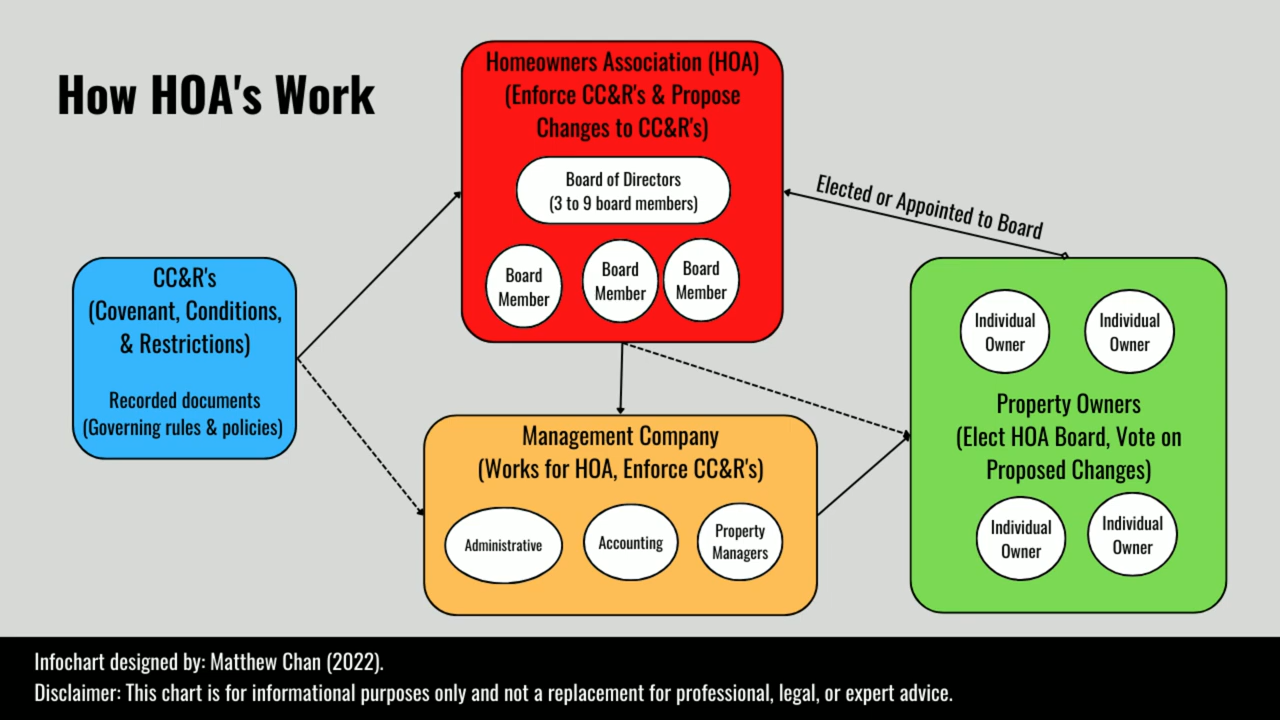 How HOA's Work
Homeowners Association (HOA)
(Enforce CC&R's & Propose
Changes to CC&R's)
Board of Directors
(3 to 9 board members)
Board
Member
Board
Member
Board
Member
Elected or Appointed to Board
CC&R's
(Covenant, Conditions,
& Restrictions)
Recorded documents
(Governing rules & policies)
Management Company
(Works for HOA, Enforce CC&R's)
Administrative
Accounting
Property
Managers
Individual
Owner
Individual
Owner
Property Owners
(Elect HOA Board, Vote on
Proposed Changes)
Individual
Owner
Individual
Owner
Infochart designed by: Matthew Chan (2022).
Disclaimer: This chart is for informational purposes only and not a replacement for professional, legal, or expert advice.